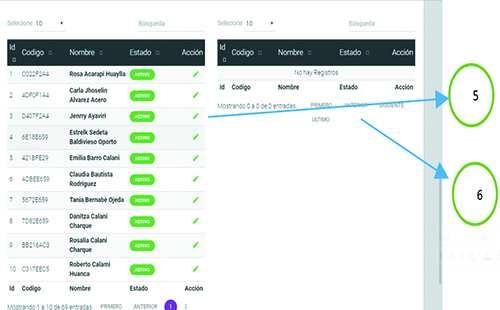 Selecione 10 Búsqueda
Id Codigo Nombre Estado Acción
1 C022F2A4 Rosa Acarapi Huaylla ACTIVO
2 4DF0F1A4 Carla Jhoselin Alvarez Acero ACTIVO
3 D407F2A4 Jenrry Ayaviri ACTIVO
4 6E18E659 Estrelk Sedeta Baldivieso Oporto ACTIVO
5 421BFE29 Emilia Barro Calani ACTIVO
6 ADBEE659 Claudia Bautista Rodriguez ACTIVO
7 5672E659 Tania Bernabè Ojeda ACTIVO
8 7D82E659 Danitza Calani Charque ACTIVO
9 BB216AC3 Rosalia Calani Charque ACTIVO
10 C317EEC5 Roberto Calami Huanca ACTIVO
Id Codigo Nombre Estado Acción
Mostrando 1 a 10 de 69 entradas PRIMERO ANTERIOR 1 2
Selecione 10 Búsqueda
Id Codigo Nombre Estado Acción
No hay Registros
Id Codigo Nombre Estado Acción
Mostrando 0 a 0 de 0 entradas PRIMERO ANTERIOR SIGUIENTE
ULTIMO
5
6